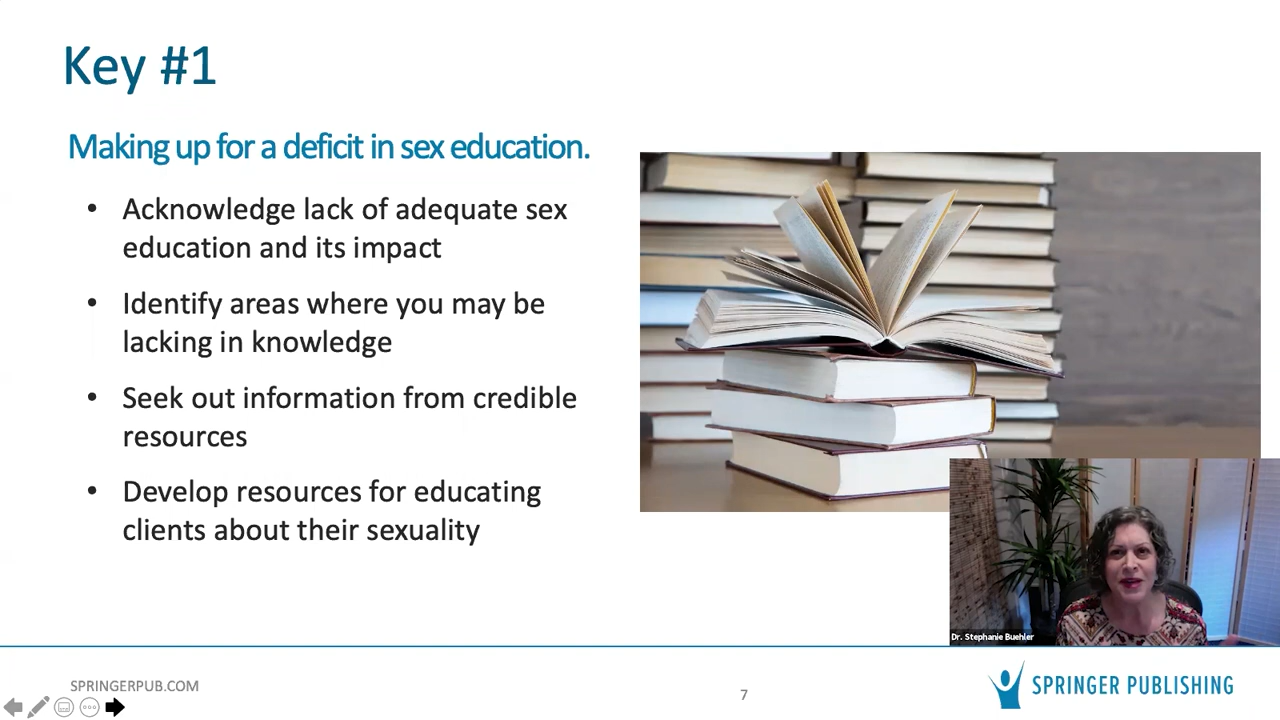 Key #1
Making up for a deficit in sex education.
• Acknowledge lack of adequate sex
education and its impact
• Identify areas where you may be
lacking in knowledge
• Seek out information from credible
resources
• Develop resources for educating
clients about their sexuality
Dr. Stephanie Buehler
SPRINGERPUB.COM
7
SPRINGER PUBLISHING